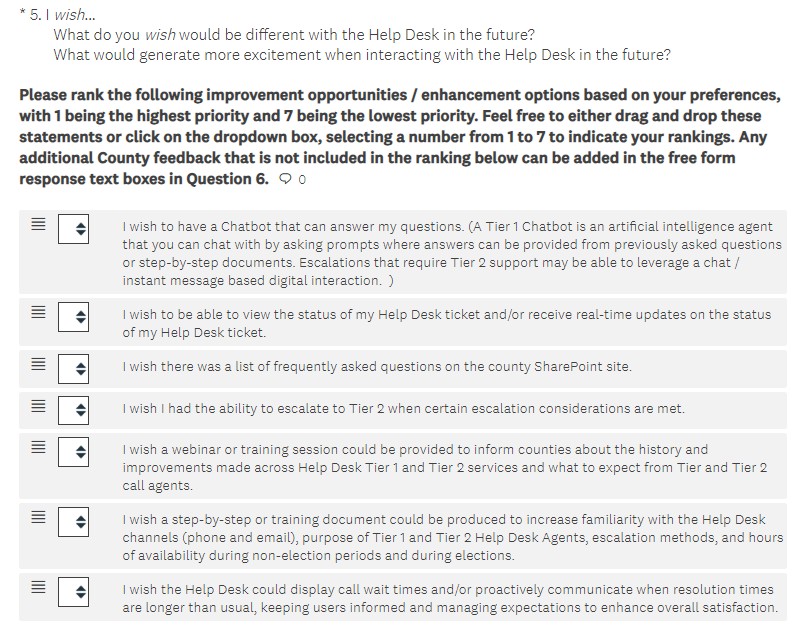 * 5. I wish...
What do you wish would be different with the Help Desk in the future?
What would generate more excitement when interacting with the Help Desk in the future?
Please rank the following improvement opportunities / enhancement options based on your preferences,
with 1 being the highest priority and 7 being the lowest priority. Feel free to either drag and drop these
statements or click on the dropdown box, selecting a number from 1 to 7 to indicate your rankings. Any
additional County feedback that is not included in the ranking below can be added in the free form
response text boxes in Question 6. 0
I wish to have a Chatbot that can answer my questions. (A Tier 1 Chatbot is an artificial intelligence agent
that you can chat with by asking prompts where answers can be provided from previously asked questions
or step-by-step documents. Escalations that require Tier 2 support may be able to leverage a chat /
instant message based digital interaction. )
I wish to be able to view the status of my Help Desk ticket and/or receive real-time updates on the status
of my Help Desk ticket.
I wish there was a list of frequently asked questions on the county SharePoint site.
I wish I had the ability to escalate to Tier 2 when certain escalation considerations are met.
I wish a webinar or training session could be provided to inform counties about the history and
improvements made across Help Desk Tier 1 and Tier 2 services and what to expect from Tier and Tier 2
call agents.
I wish a step-by-step or training document could be produced to increase familiarity with the Help Desk
channels (phone and email), purpose of Tier 1 and Tier 2 Help Desk Agents, escalation methods, and hours
of availability during non-election periods and during elections.
I wish the Help Desk could display call wait times and/or proactively communicate when resolution times
are longer than usual, keeping users informed and managing expectations to enhance overall satisfaction.